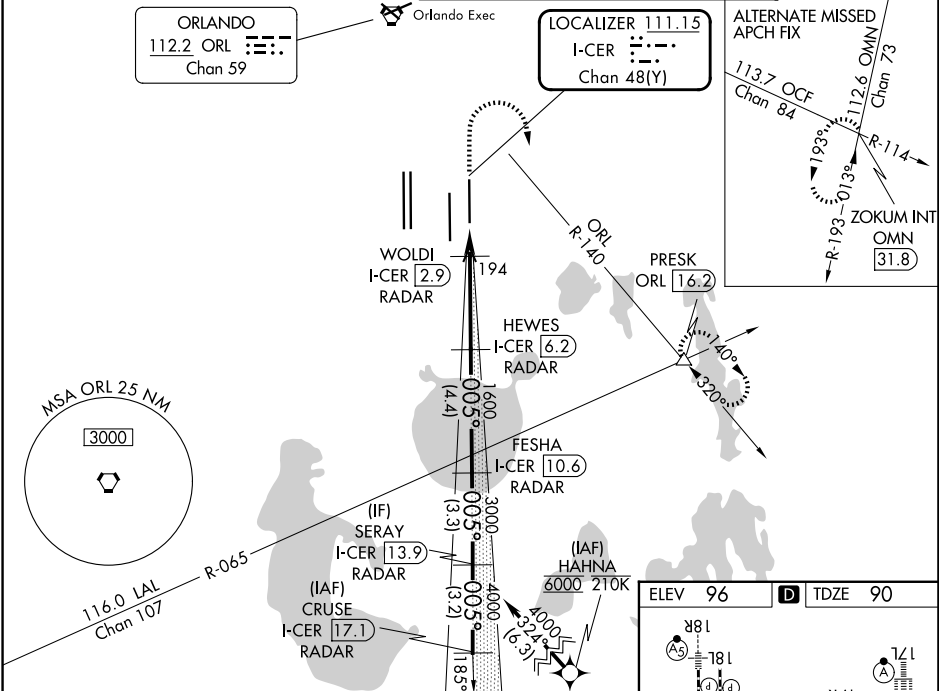 ORLANDO
112.2 ORL
Chan 59
Orlando Exec
LOCALIZER 111.15
I-CER
Chan 48(Y)
ALTERNATE MISSED
APCH FIX
113.7 OCF
Chan 84
112.6 OMN
Chan 73
193°
013°
R-114
R-193
ZOKUM INT
OMN
31.8
WOLDI
I-CER 2.9
RADAR
194
ORL
R-140
PRESK
ORL 16.2
140°
320°
HEWES
I-CER 6.2
RADAR
1600
005°
(4.4)
MSA ORL 25 NM
3000
FESHA
I-CER 10.6
RADAR
3000
005°
(3.3)
(IF)
SERAY
I-CER 13.9
RADAR
R-065
116.0 LAL
Chan 107
(IAF)
CRUSE
I-CER 17.1
RADAR
4000
005°
(3.2)
185°
(IAF)
HAHNA
6000 210K
4000
324°
(6.3)
ELEV 96
D
TDZE 90
18R
A5
18L
P
P
17L
A